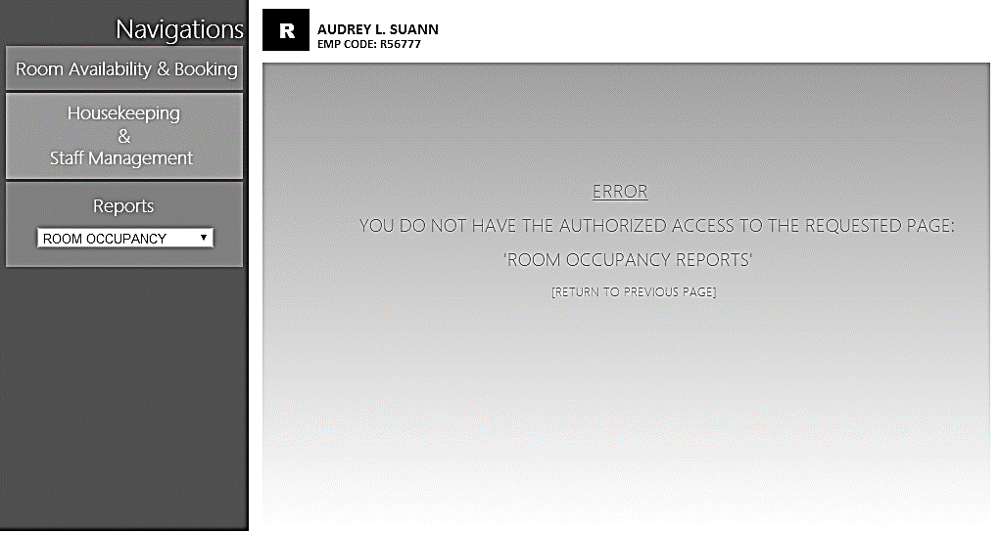 Navigations
Room Availability & Booking
Housekeeping
&
Staff Management
Reports
ROOM OCCUPANCY
R
AUDREY L. SUANN
EMP CODE: R56777
ERROR
YOU DO NOT HAVE THE AUTHORIZED ACCESS TO THE REQUESTED PAGE:
'ROOM OCCUPANCY REPORTS'
[RETURN TO PREVIOUS PAGE]